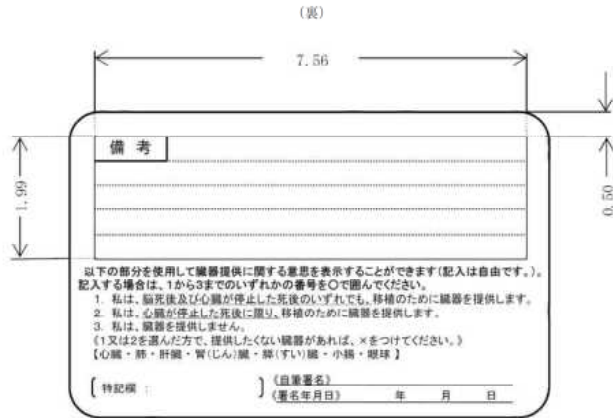 (裏)
7.56
1.99
0.50
備考
以下の部分を使用して臓器提供に関する意思を表示することができます(記入は自由です。)。
記入する場合は、1から3までのいずれかの番号を○で囲んでください。
1. 私は、脳死後及び心臓が停止した死後のいずれでも、移植のために臓器を提供します。
2. 私は、心臓が停止した死後に限り、移植のために臓器を提供します。
3. 私は、臓器を提供しません。
《1又は2を選んだ方で、提供したくない臓器があれば、×をつけてください。》
【心臓・肺・肝臓・腎(じん)臓・膵(すい)臓・小腸・眼球】
[特記欄: ]
《自筆署名》
《署名年月日》 年 月 日